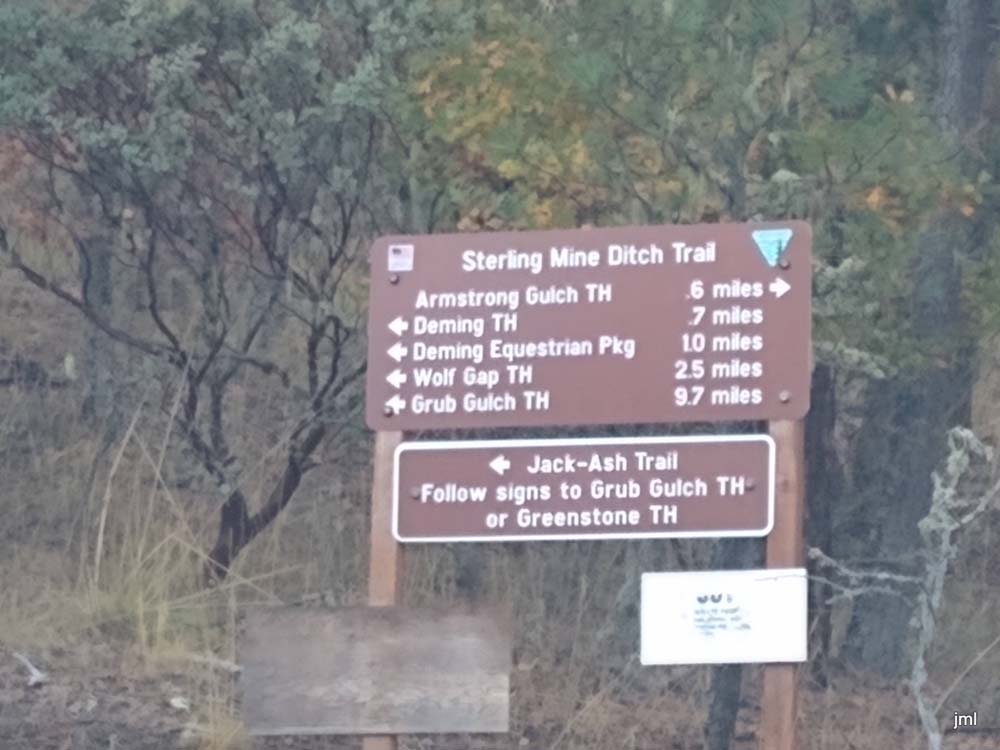 Sterling Mine Ditch Trail
Armstrong Gulch TH .6 miles →
← Deming TH .7 miles
← Deming Equestrian Pkg 1.0 miles
← Wolf Gap TH 2.5 miles
← Grub Gulch TH 9.7 miles
← Jack-Ash Trail
Follow signs to Grub Gulch TH
or Greenstone TH
jml